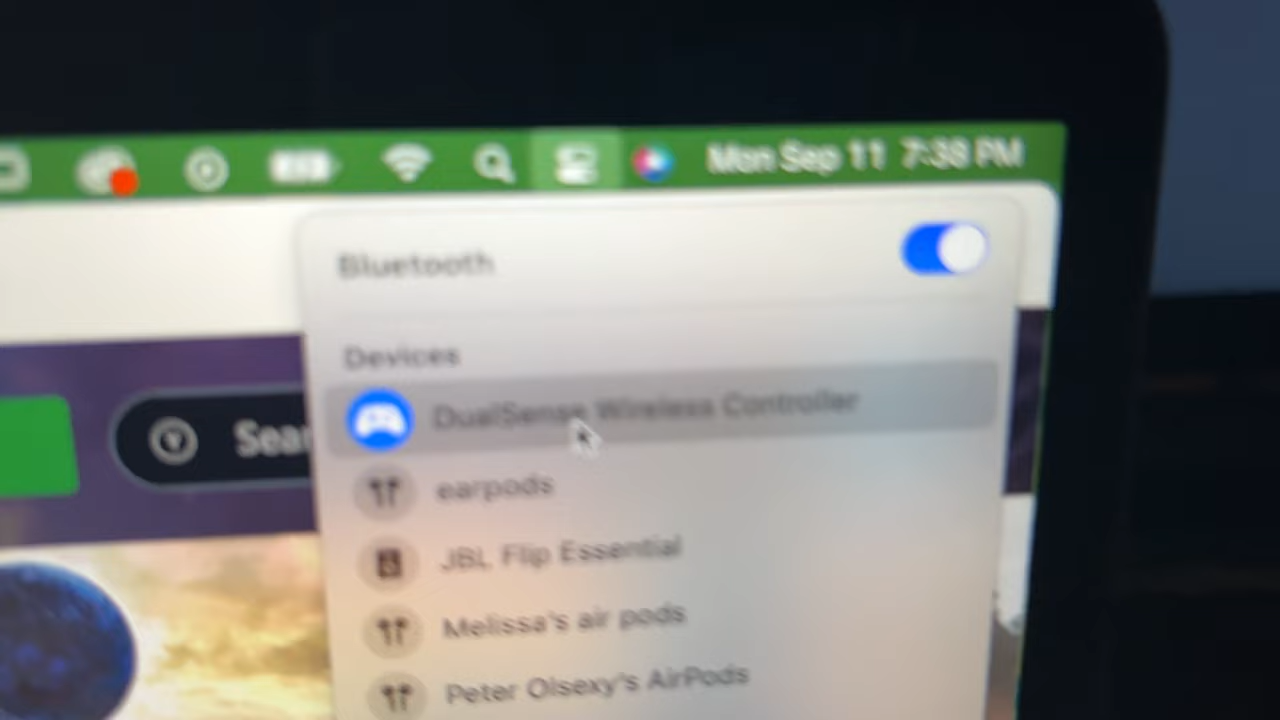 Mon Sep 11 7:38 PM
Bluetooth
Devices
DualSense Wireless Controller
Sear
earpods
JBL Flip Essential
Melissa's air pods
Peter Olsexy's AirPods